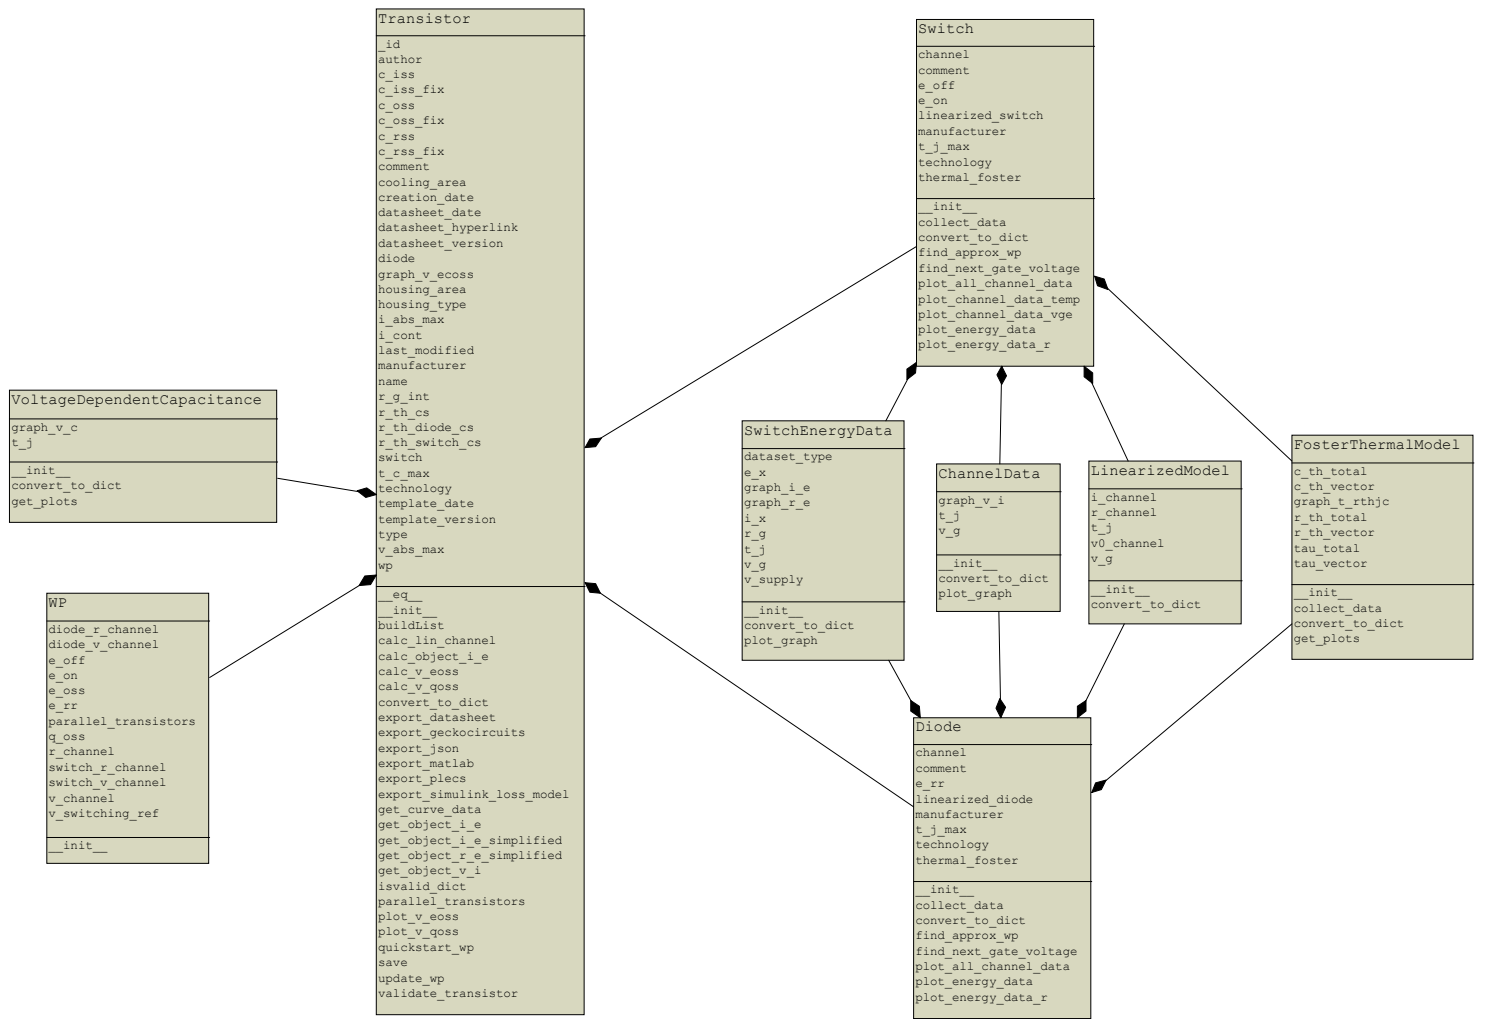 Transistor
_id
author
c_iss
c_iss_fix
c_oss
c_oss_fix
c_rss
c_rss_fix
comment
cooling_area
creation_date
datasheet_date
datasheet_hyperlink
datasheet_version
diode
graph_v_ecoss
housing_area
housing_type
i_abs_max
i_cont
last_modified
manufacturer
name
r_g_int
r_th_cs
r_th_diode_cs
r_th_switch_cs
switch
t_c_max
technology
template_date
template_version
type
v_abs_max
wp
__eq__
__init__
buildList
calc_lin_channel
calc_object_i_e
calc_v_eoss
calc_v_qoss
convert_to_dict
export_datasheet
export_geckocircuits
export_json
export_matlab
export_plecs
export_simulink_loss_model
get_curve_data
get_object_i_e
get_object_i_e_simplified
get_object_r_e_simplified
get_object_v_i
isvalid_dict
parallel_transistors
plot_v_eoss
plot_v_qoss
quickstart_wp
save
update_wp
validate_transistor
Switch
channel
comment
e_off
e_on
linearized_switch
manufacturer
t_j_max
technology
thermal_foster
__init__
collect_data
convert_to_dict
find_approx_wp
find_next_gate_voltage
plot_all_channel_data
plot_channel_data_temp
plot_channel_data_vge
plot_energy_data
plot_energy_data_r
VoltageDependentCapacitance
graph_v_c
t_j
__init__
convert_to_dict
get_plots
WP
diode_r_channel
diode_v_channel
e_off
e_on
e_oss
e_rr
parallel_transistors
q_oss
r_channel
switch_r_channel
switch_v_channel
v_channel
v_switching_ref
__init__
SwitchEnergyData
dataset_type
e_x
graph_i_e
graph_r_e
i_x
r_g
t_j
v_g
v_supply
__init__
convert_to_dict
plot_graph
ChannelData
graph_v_i
t_j
v_g
__init__
convert_to_dict
plot_graph
LinearizedModel
i_channel
r_channel
t_j
v0_channel
v_g
__init__
convert_to_dict
FosterThermalModel
c_th_total
c_th_vector
graph_t_rthjc
r_th_total
r_th_vector
tau_total
tau_vector
__init__
collect_data
convert_to_dict
get_plots
Diode
channel
comment
e_rr
linearized_diode
manufacturer
t_j_max
technology
thermal_foster
__init__
collect_data
convert_to_dict
find_approx_wp
find_next_gate_voltage
plot_all_channel_data
plot_energy_data
plot_energy_data_r